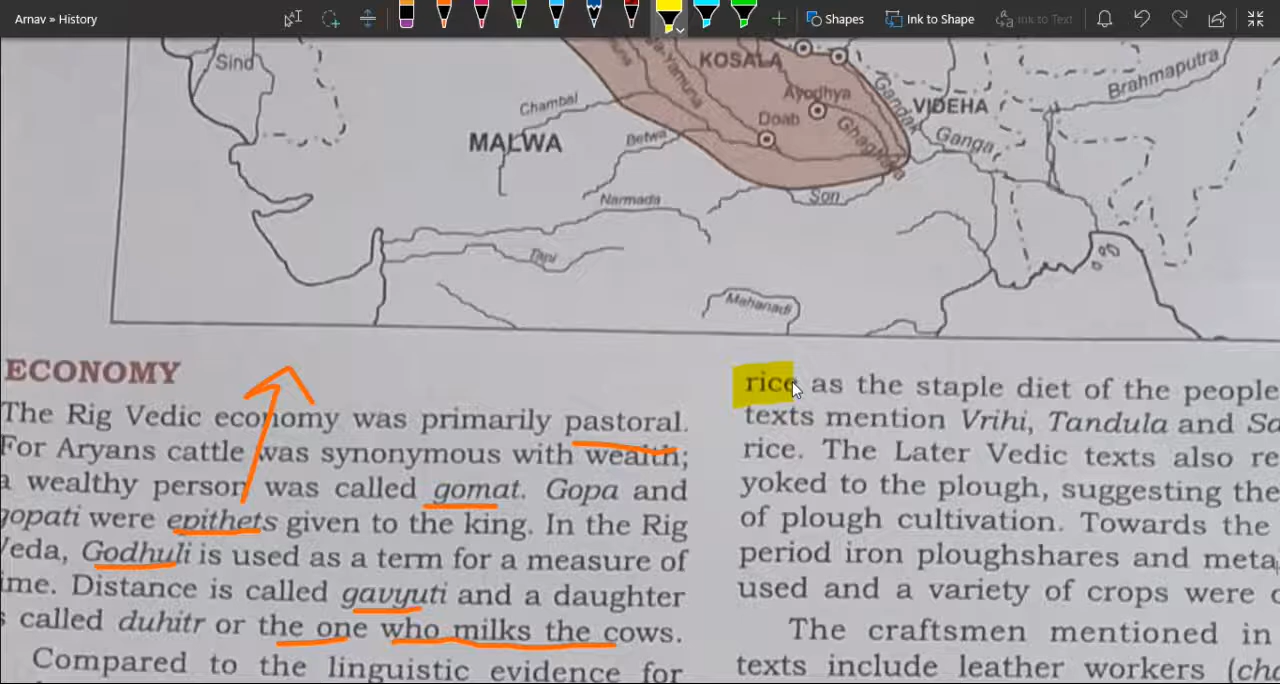 Arnav » History
Shapes
Ink to Shape
Ink to Text
Sind
KOSALA
Ayodhya
Gandak
VIDEHA
Brahmaputra
Chambal
Doab
MALWA
Betwa
Ghaghara
Ganga
Narmada
Son
Tapi
Mahanadi
ECONOMY
The Rig Vedic economy was primarily pastoral.
For Aryans cattle was synonymous with wealth;
a wealthy person was called gomat. Gopa and
gopati were epithets given to the king. In the Rig
Veda, Godhuli is used as a term for a measure of
ime. Distance is called gavyuti and a daughter
s called duhitr or the one who milks the cows.
Compared to the linguistic evidence for
rice as the staple diet of the people
texts mention Vrihi, Tandula and Sa
rice. The Later Vedic texts also re
yoked to the plough, suggesting the
of plough cultivation. Towards the
period iron ploughshares and meta
used and a variety of crops were
The craftsmen mentioned in
texts include leather workers (cha